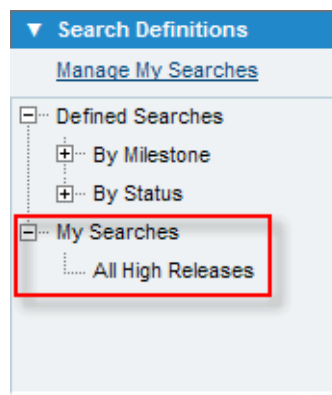 Search Definitions
Manage My Searches
Defined Searches
By Milestone
By Status
My Searches
All High Releases